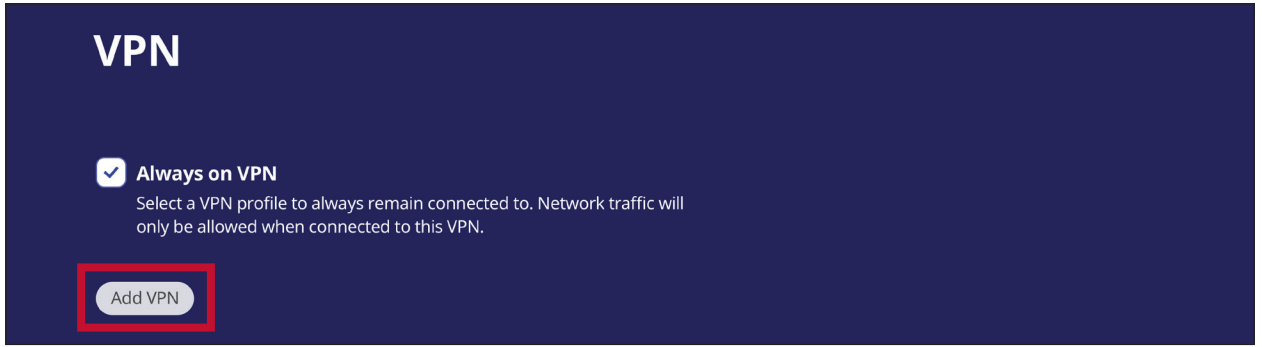 VPN
Always on VPN
Select a VPN profile to always remain connected to. Network traffic will
only be allowed when connected to this VPN.
Add VPN